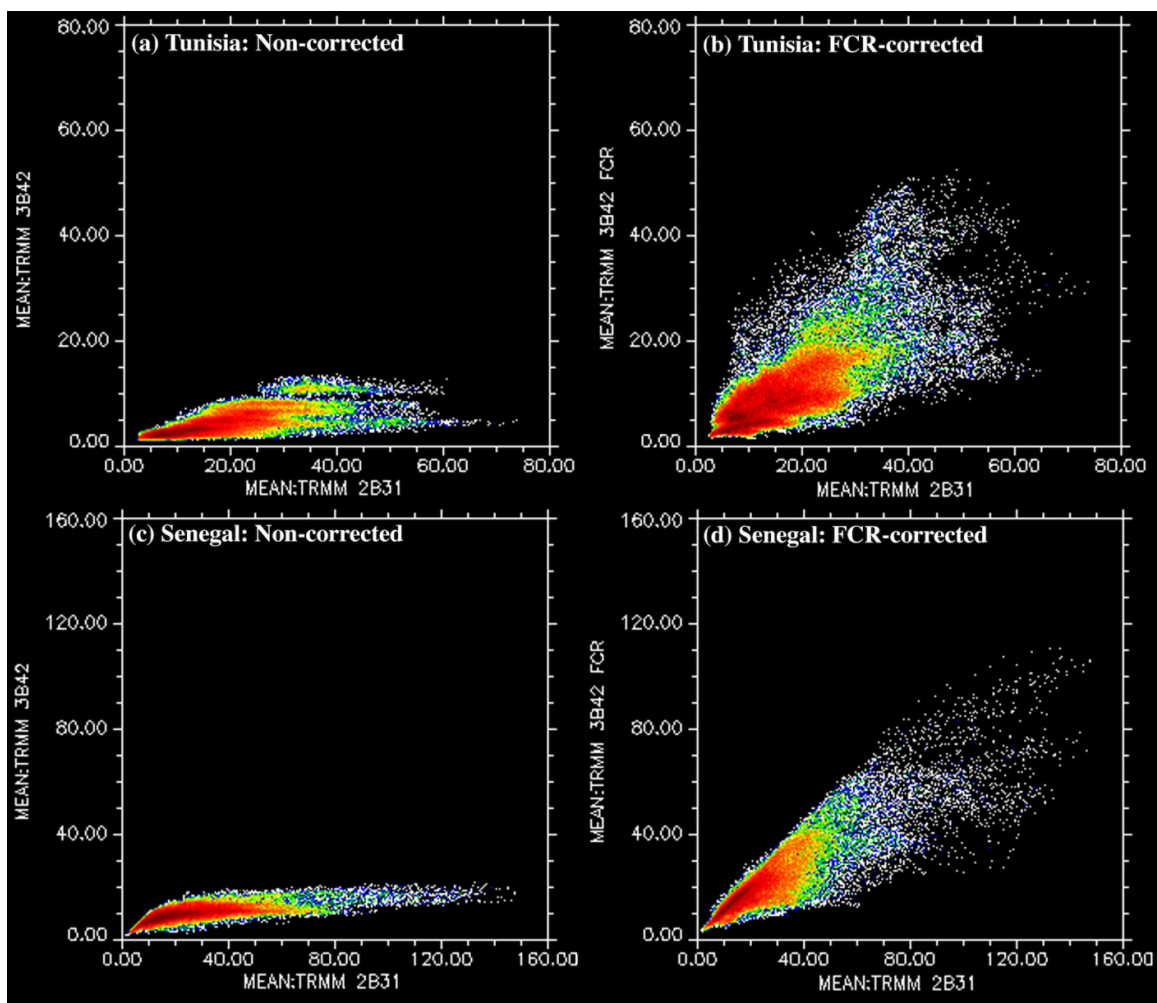 (a) Tunisia: Non-corrected
80.00
60.00
40.00
20.00
0.00
MEAN:TRMM 3B42
0.00 20.00 40.00 60.00 80.00
MEAN:TRMM 2B31
(b) Tunisia: FCR-corrected
80.00
60.00
40.00
20.00
0.00
MEAN:TRMM 3B42 FCR
0.00 20.00 40.00 60.00 80.00
MEAN:TRMM 2B31
(c) Senegal: Non-corrected
160.00
120.00
80.00
40.00
0.00
MEAN:TRMM 3B42
0.00 40.00 80.00 120.00 160.00
MEAN:TRMM 2B31
(d) Senegal: FCR-corrected
160.00
120.00
80.00
40.00
0.00
MEAN:TRMM 3B42 FCR
0.00 40.00 80.00 120.00 160.00
MEAN:TRMM 2B31